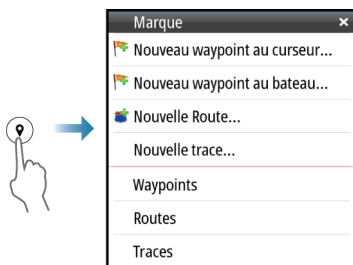 Marque
Nouveau waypoint au curseur...
Nouveau waypoint au bateau...
Nouvelle Route...
Nouvelle trace...
Waypoints
Routes
Traces